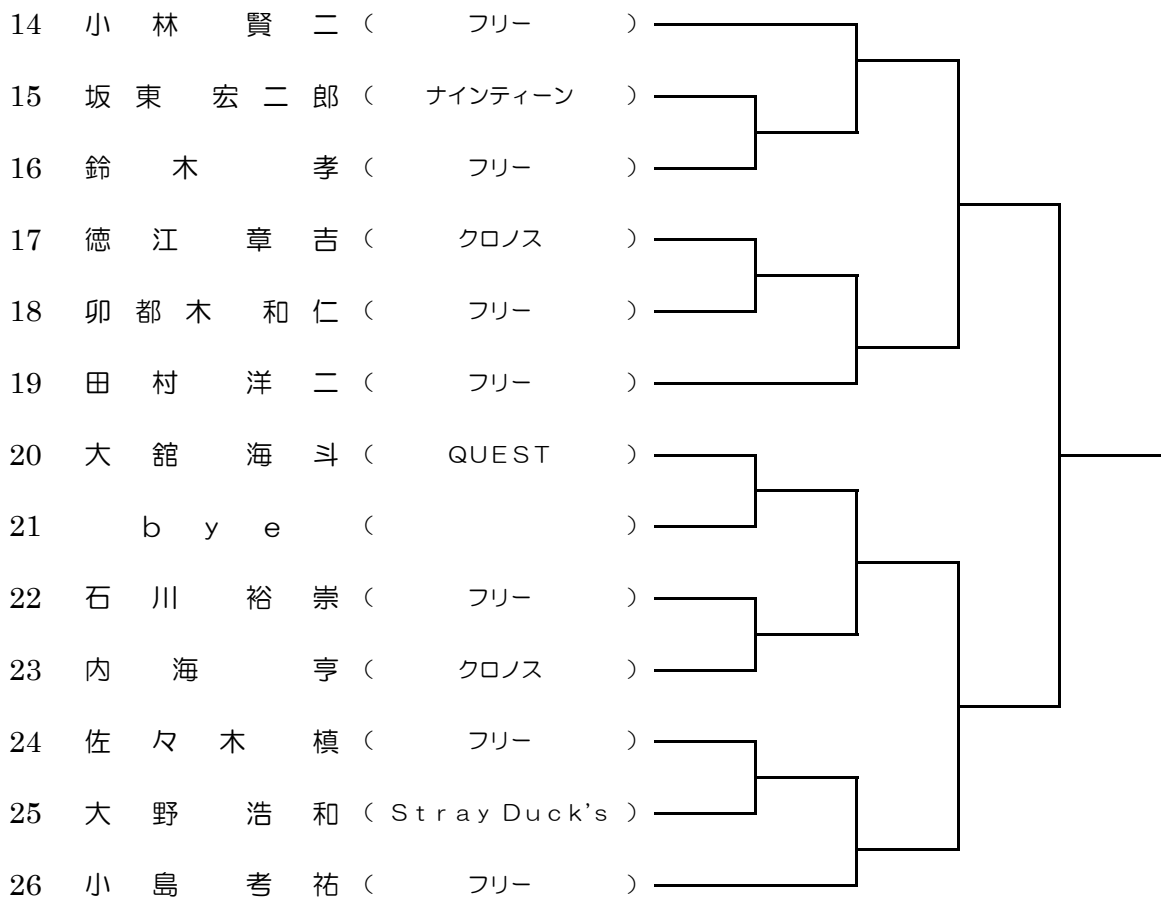 14 小林 賢二 （ フリー ）
15 坂東 宏二郎 （ ナインティーン ）
16 鈴木 孝 （ フリー ）
17 徳江 章吉 （ クロノス ）
18 卯都木 和仁 （ フリー ）
19 田村 洋二 （ フリー ）
20 大舘 海斗 （ QUEST ）
21 bye （ ）
22 石川 裕崇 （ フリー ）
23 内海 亨 （ クロノス ）
24 佐々木 槙 （ フリー ）
25 大野 浩和 （ Stray Duck's ）
26 小島 考祐 （ フリー ）